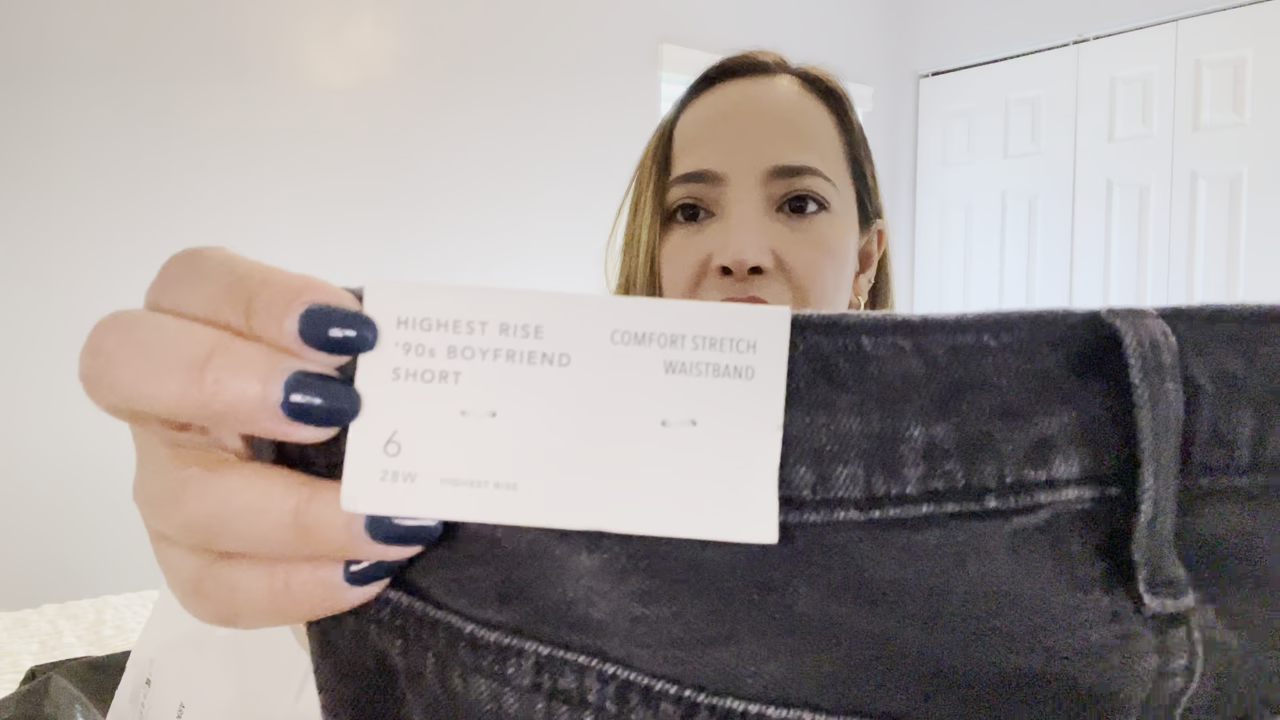 HIGHEST RISE
'90s BOYFRIEND
SHORT
COMFORT STRETCH
WAISTBAND
6
28W HIGHEST RISE